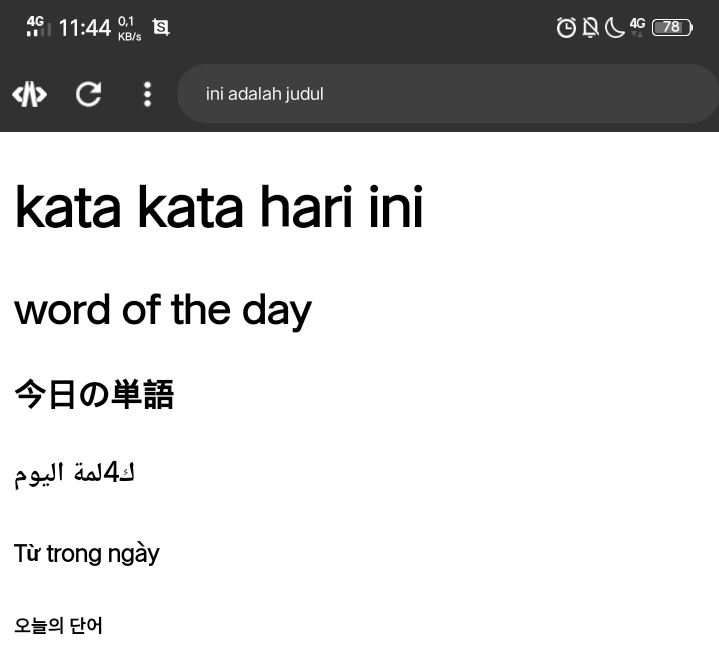 4G 11:44 0,1 KB/s S 4G 78
ini adalah judul
kata kata hari ini
word of the day
今日の単語
ك4لمة اليوم
Từ trong ngày
오늘의 단어